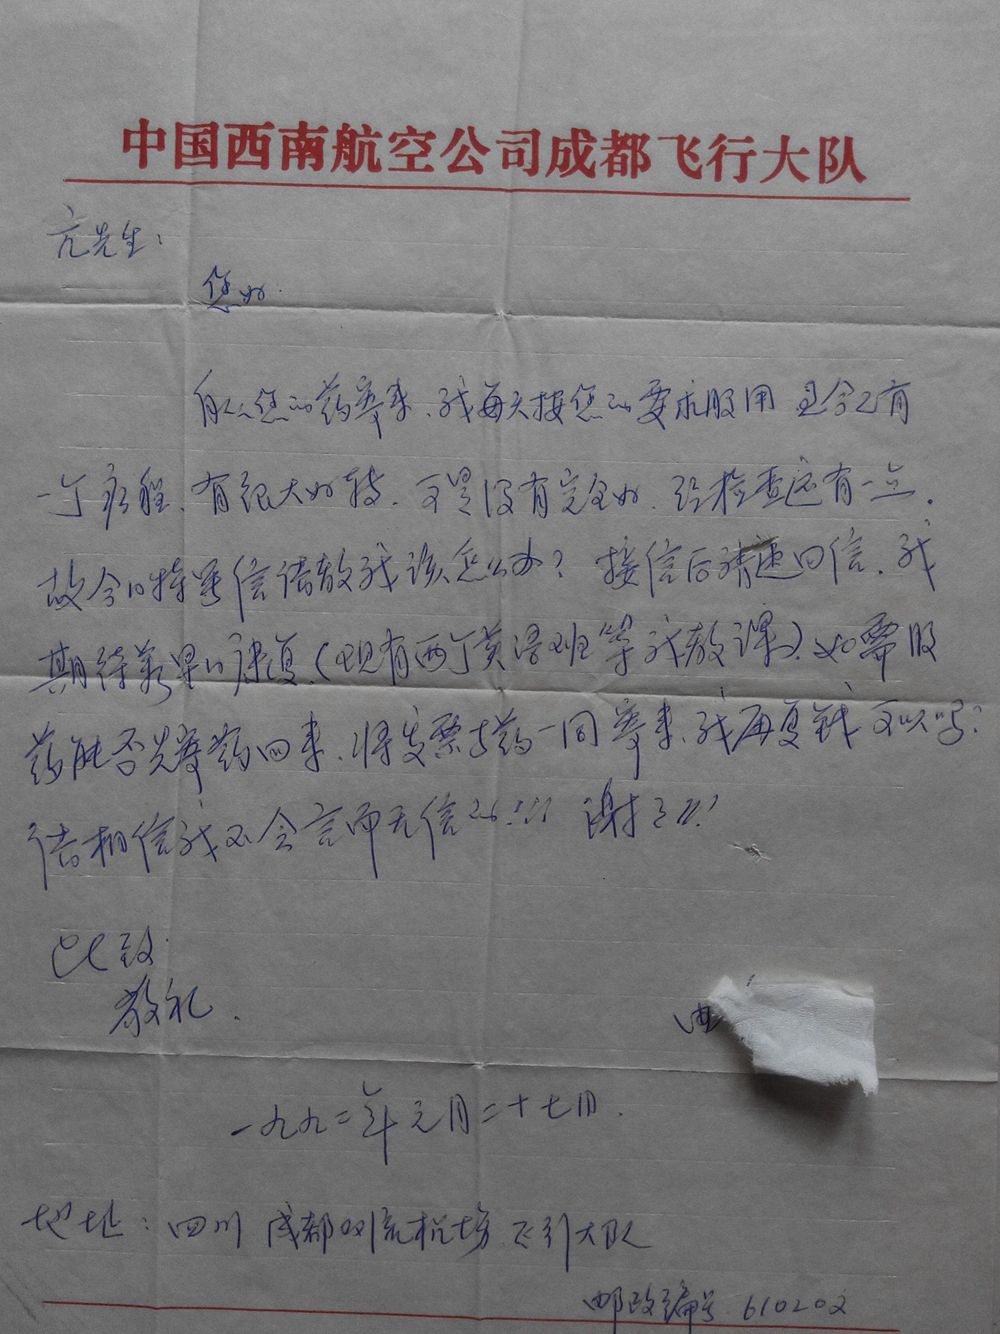 中国西南航空公司成都飞行大队
亢先生：
您好.
自从您的药寄来、我每天按您的要求服用 至今已有
一个疗程、有很大好转、可是没有完全好、经检查还有一点。
故今日特来信请教我该怎么办？接信后请速回信、我
期待着早日康复.（现有两个英语班等我教课）、如需服
药能否先寄药回来、将发票与药一同寄来、我再复钱可以吗？
请相信我不会言而无信的!!! 谢了!!!
此致
敬礼.
一九九二年元月二十七日.
地址：四川 成都双流机场 飞行大队
邮政编号 610202